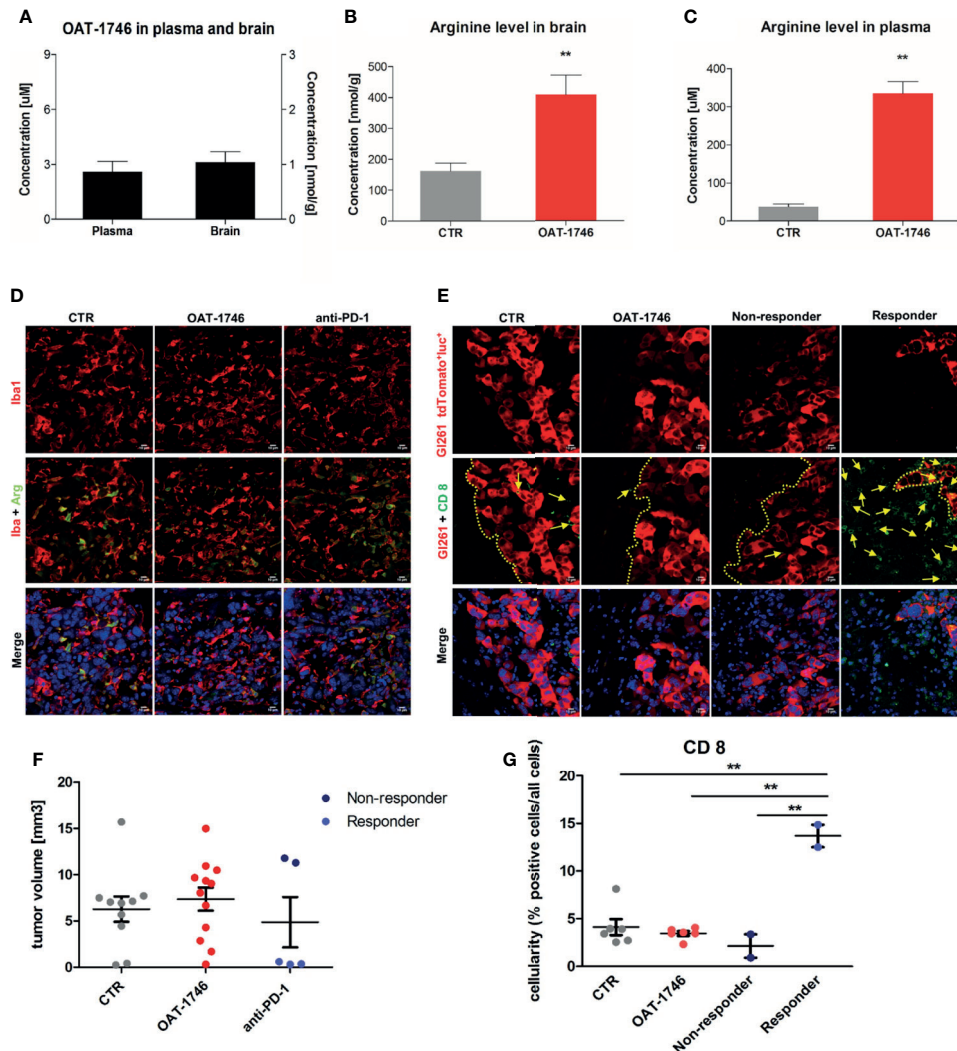 A
OAT-1746 in plasma and brain
Concentration [uM]
9
6
3
0
Concentration [nmol/g]
3
2
1
0
Plasma Brain
B
Arginine level in brain
**
Concentration [nmol/g]
500
400
300
200
100
0
CTR OAT-1746
C
Arginine level in plasma
**
Concentration [uM]
400
300
200
100
0
CTR OAT-1746
D
CTR OAT-1746 anti-PD-1
Iba1
Iba + Arg
Merge
E
CTR OAT-1746 Non-responder Responder
Gl261 tdTomato+luc+
Gl261 + CD 8
Merge
F
tumor volume [mm3]
20
15
10
5
0
CTR OAT-1746 anti-PD-1
Non-responder
Responder
G
CD 8
cellularity (% positive cells/all cells)
20
15
10
5
0
**
**
**
CTR OAT-1746 Non-responder Responder